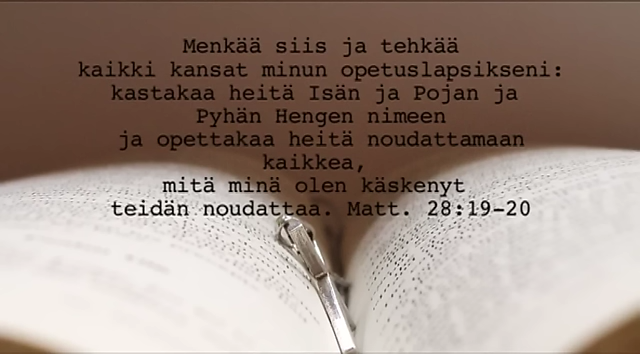 Menkää siis ja tehkää
kaikki kansat minun opetuslapsikseni:
kastakaa heitä Isän ja Pojan ja
Pyhän Hengen nimeen
ja opettakaa heitä noudattamaan
kaikkea,
mitä minä olen käskenyt
teidän noudattaa. Matt. 28:19-20